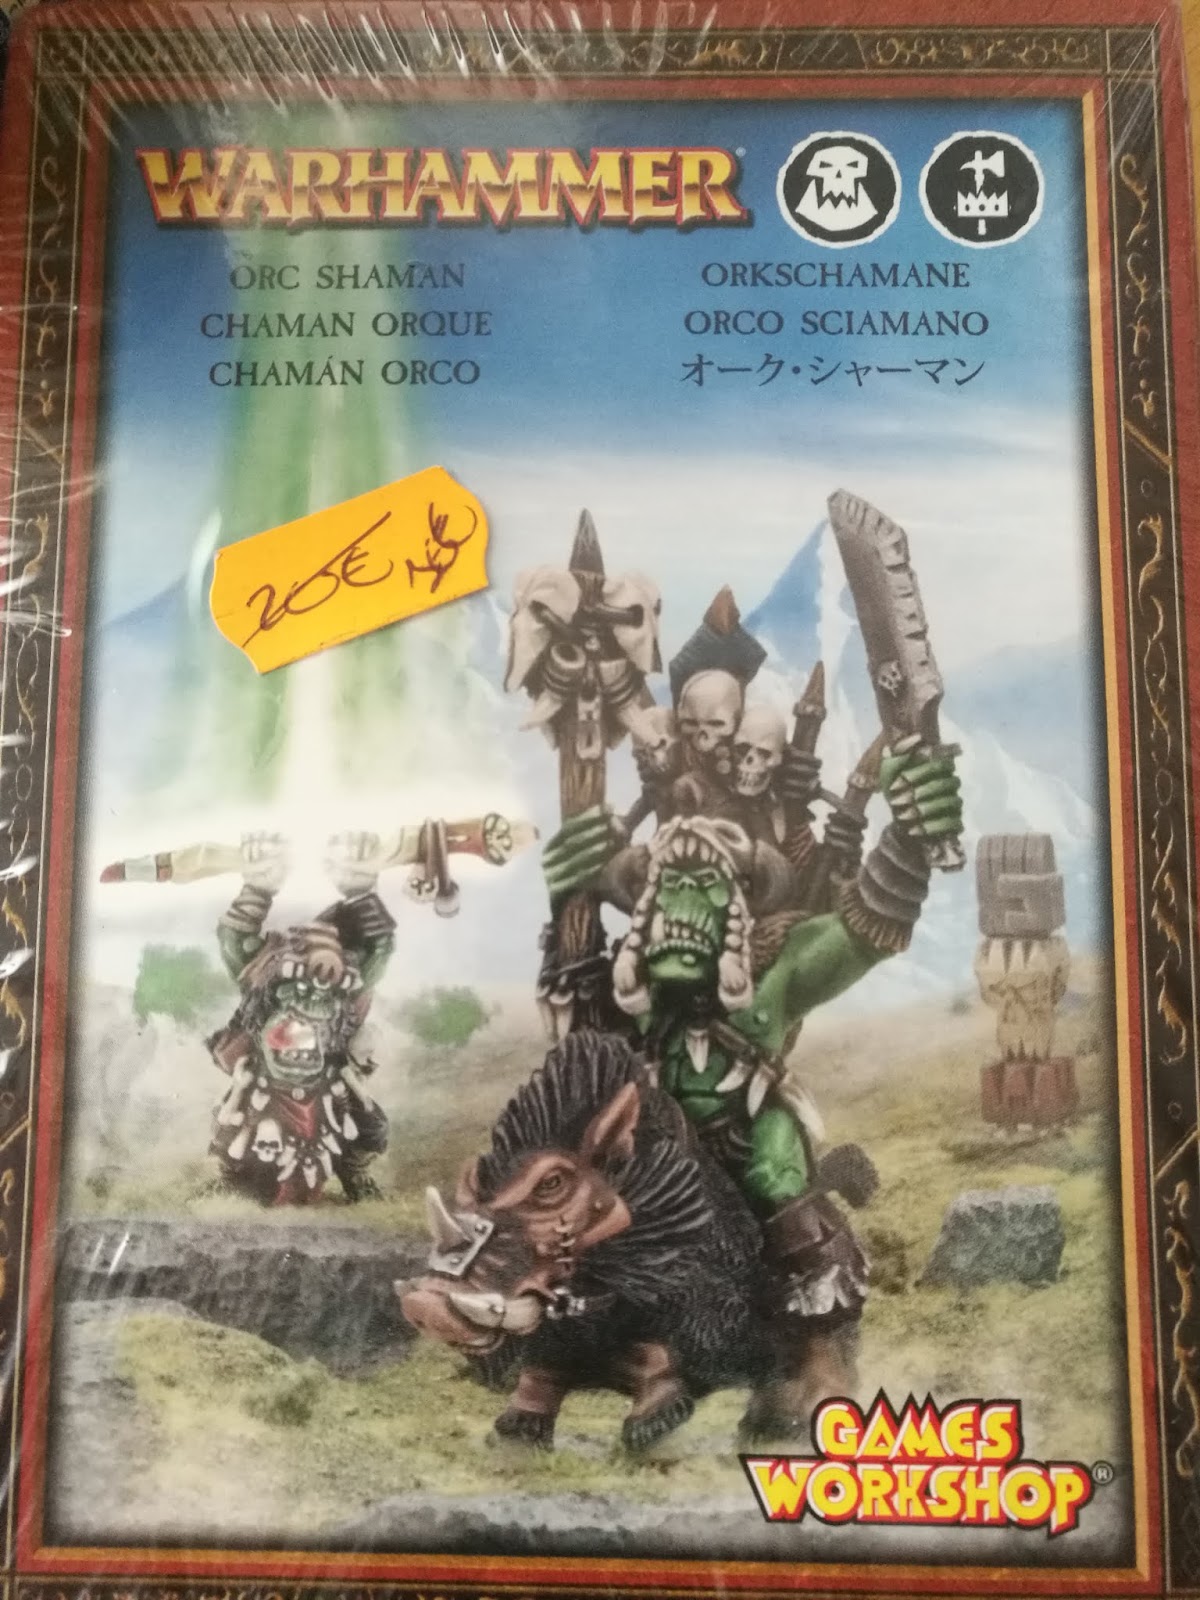 WARHAMMER®
ORC SHAMAN
CHAMAN ORQUE
CHAMÁN ORCO
ORKSCHAMANE
ORCO SCIAMANO
オーク・シャーマン
20€
GAMES
WORKSHOP®